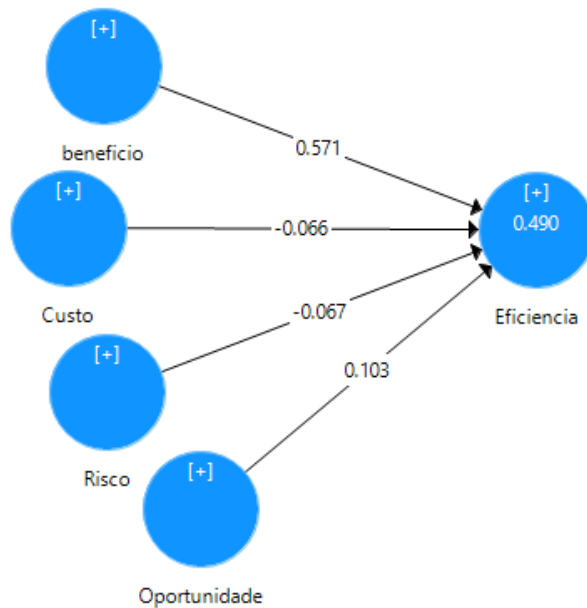 [+]
beneficio
0.571
[+]
Custo
-0.066
[+]
0.490
Eficiencia
[+]
Risco
-0.067
[+]
Oportunidade
0.103